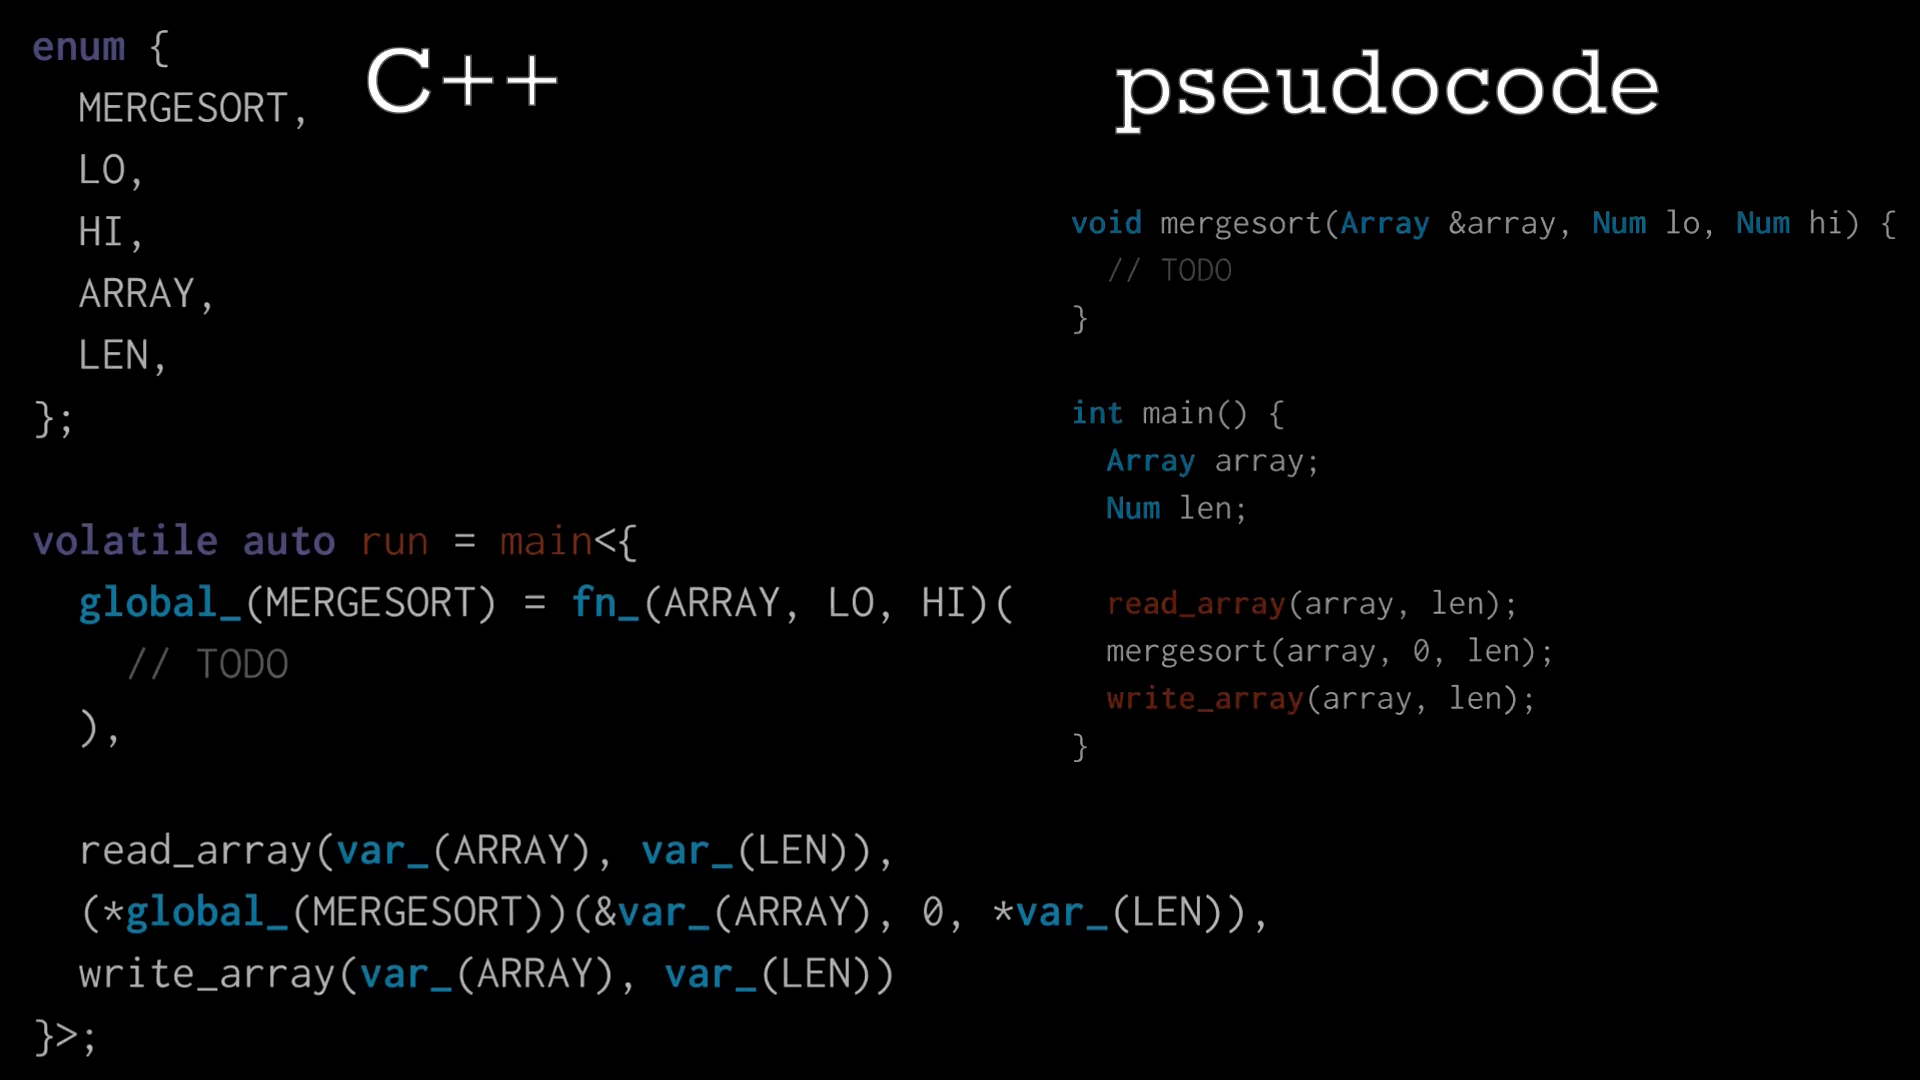 enum {
C++
MERGESORT,
LO,
HI,
ARRAY,
LEN,
};
volatile auto run = main<{
global_(MERGESORT) = fn_(ARRAY, LO, HI)(
// TODO
),
read_array(var_(ARRAY), var_(LEN)),
(*global_(MERGESORT))(&var_(ARRAY), 0, *var_(LEN)),
write_array(var_(ARRAY), var_(LEN))
}>;
pseudocode
void mergesort(Array &array, Num lo, Num hi) {
// TODO
}
int main() {
Array array;
Num len;
read_array(array, len);
mergesort(array, 0, len);
write_array(array, len);
}